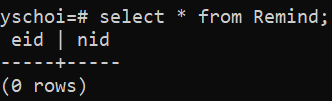 yschoi=# select * from Remind;
 eid | nid
-----+-----
(0 rows)